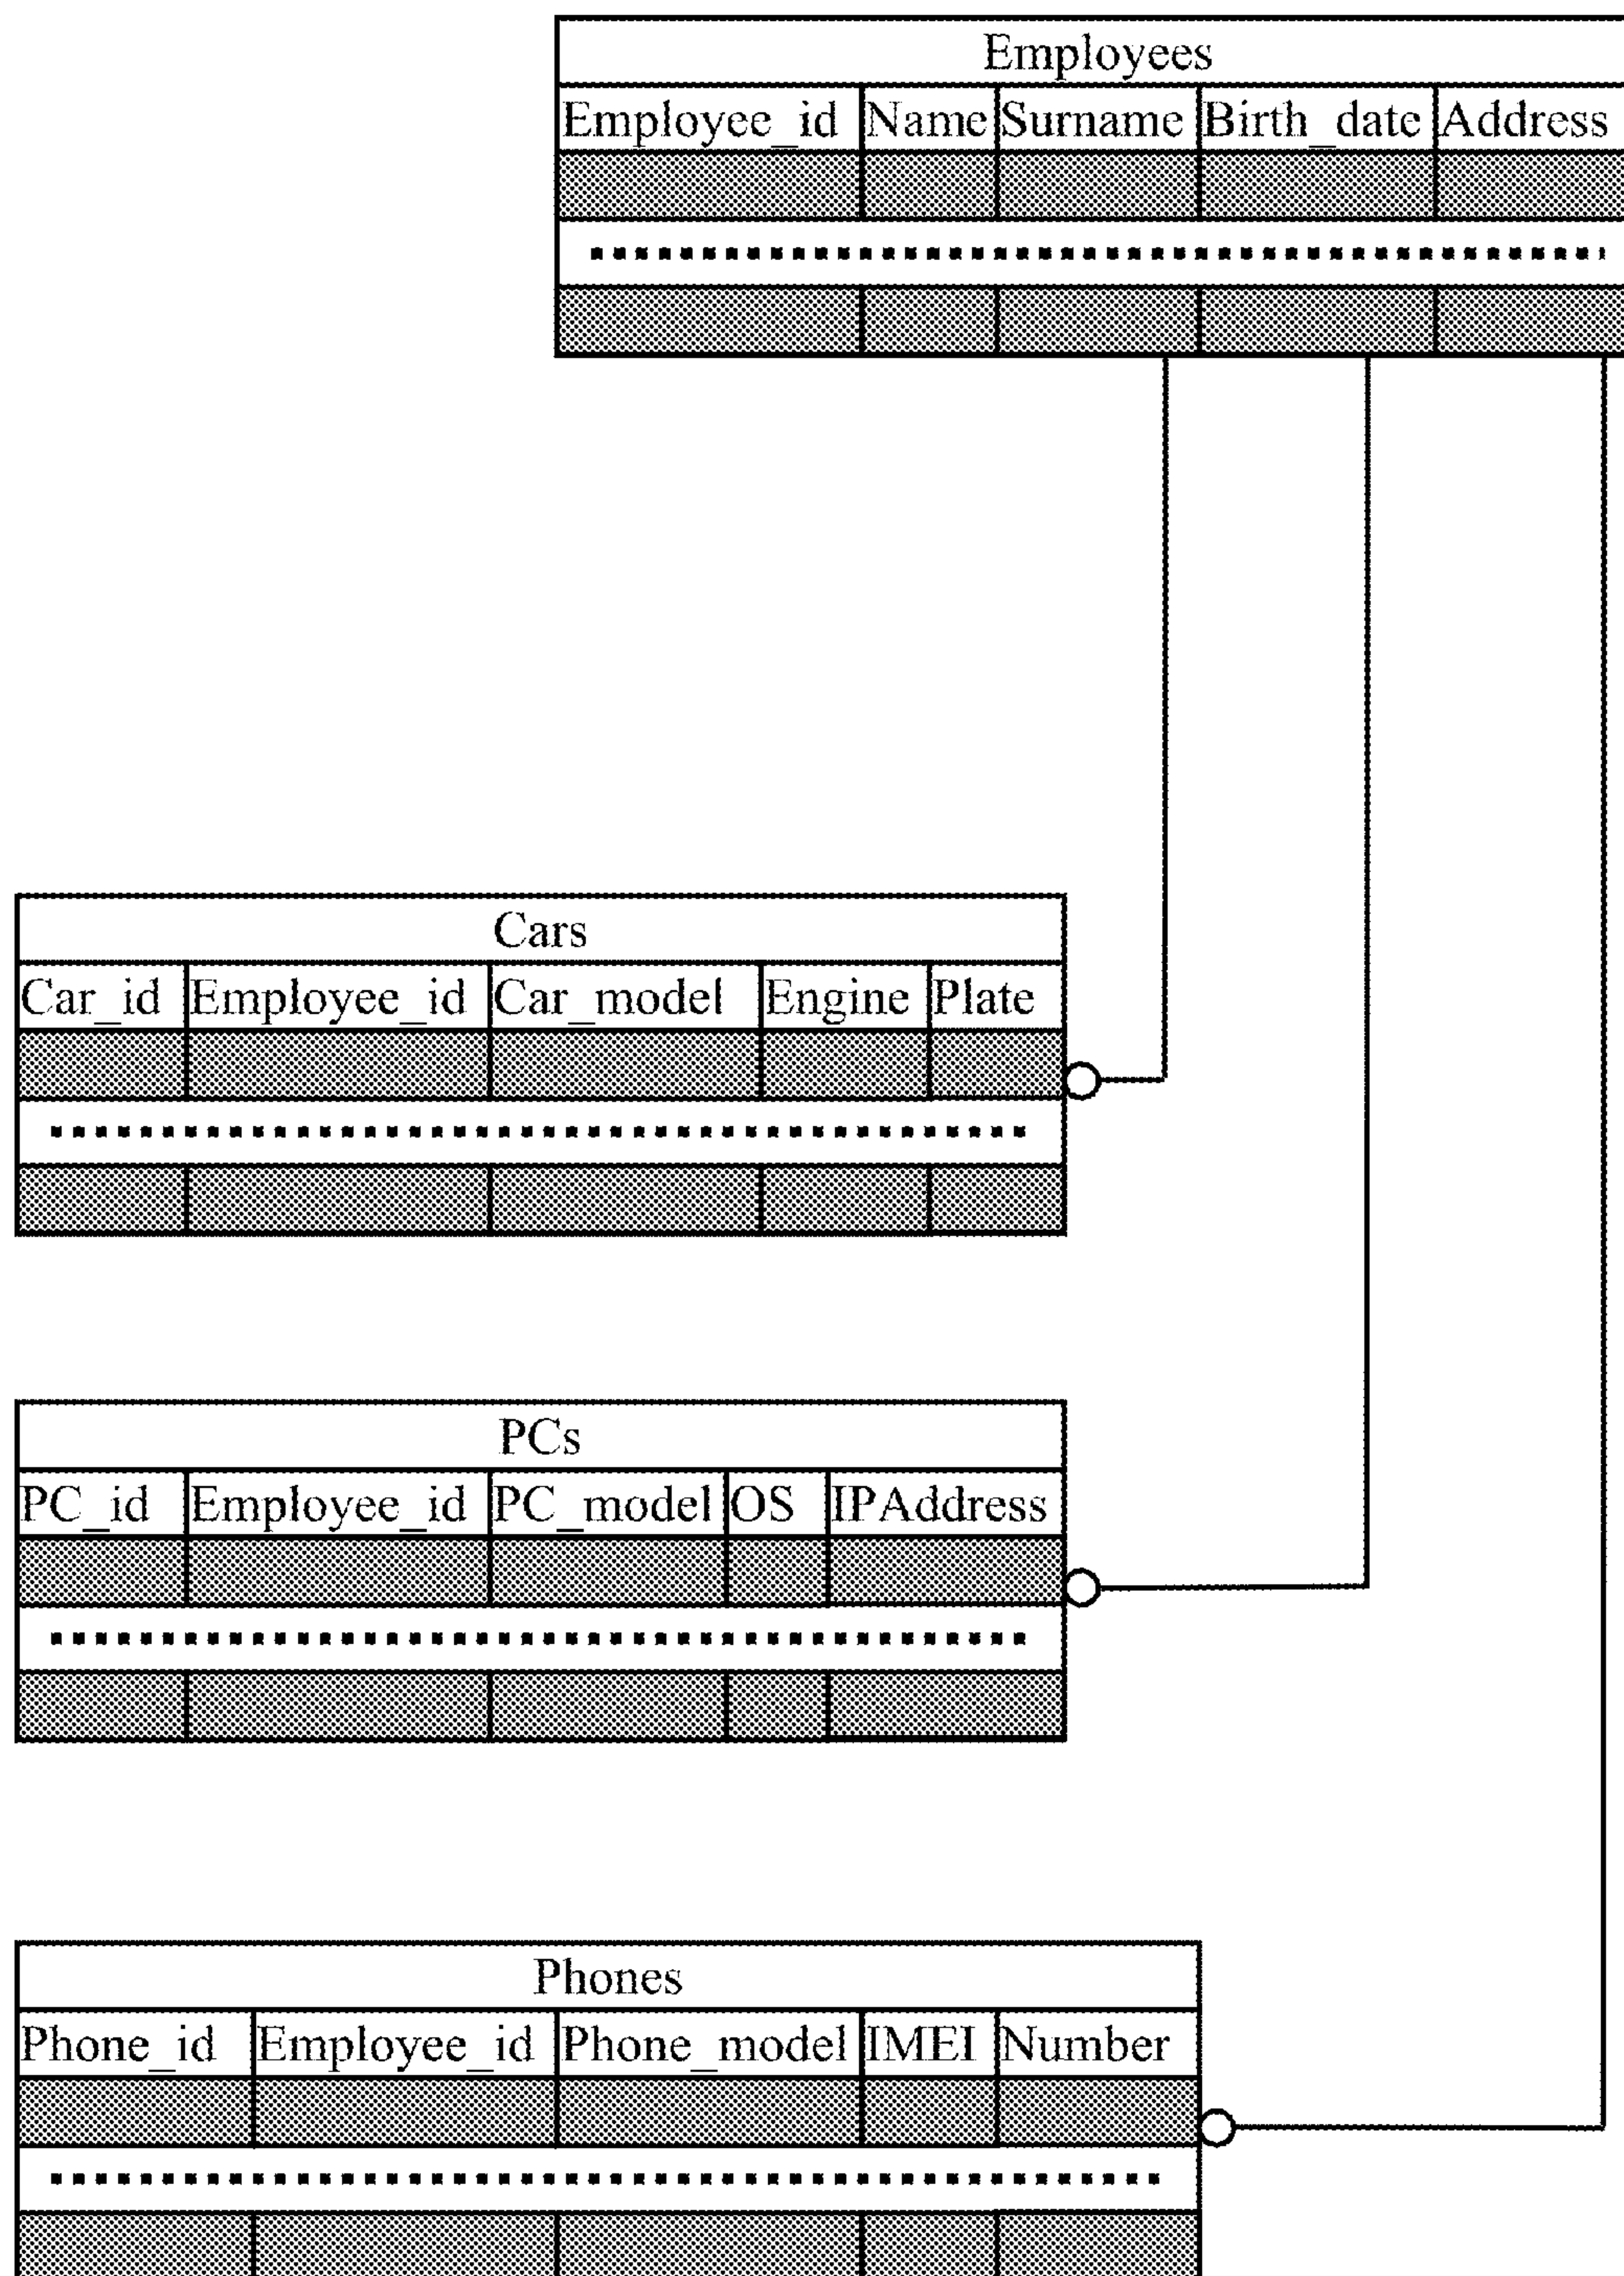 Employees
Employee_id Name Surname Birth_date Address
Cars
Car_id Employee_id Car_model Engine Plate
PCs
PC_id Employee_id PC_model OS IPAddress
Phones
Phone_id Employee_id Phone_model IMEI Number